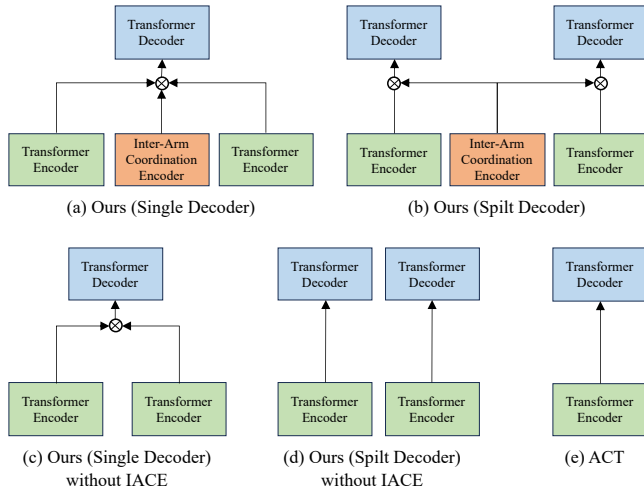 Transformer
Decoder
Transformer
Decoder
Transformer
Decoder
Transformer
Encoder
Inter-Arm
Coordination
Encoder
Transformer
Encoder
Transformer
Encoder
Inter-Arm
Coordination
Encoder
Transformer
Encoder
(a) Ours (Single Decoder)
(b) Ours (Spilt Decoder)
Transformer
Decoder
Transformer
Decoder
Transformer
Decoder
Transformer
Decoder
Transformer
Encoder
Transformer
Encoder
Transformer
Encoder
Transformer
Encoder
Transformer
Encoder
(c) Ours (Single Decoder)
without IACE
(d) Ours (Spilt Decoder)
without IACE
(e) ACT